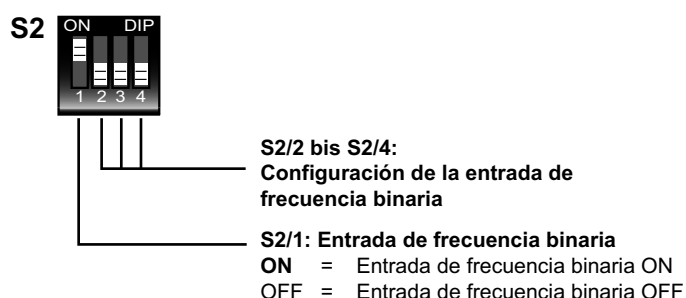 S2
ON DIP
1 2 3 4
S2/2 bis S2/4:
Configuración de la entrada de
frecuencia binaria
S2/1: Entrada de frecuencia binaria
ON = Entrada de frecuencia binaria ON
OFF = Entrada de frecuencia binaria OFF